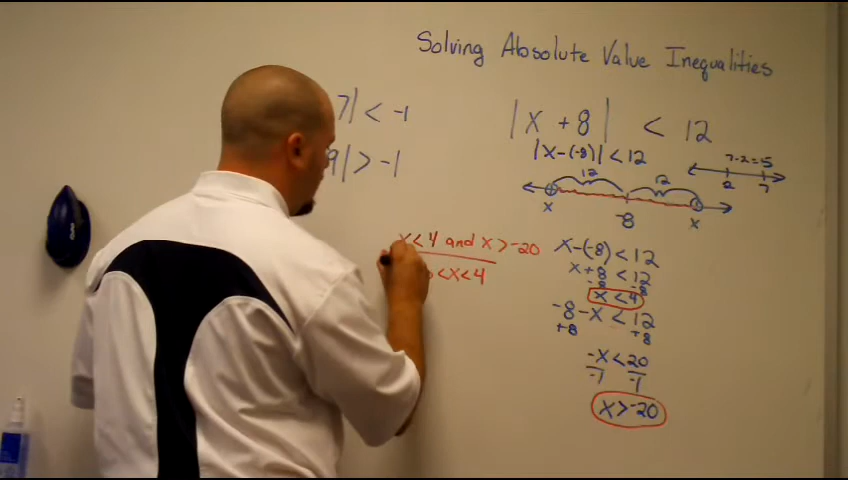 Solving Absolute Value Inequalities
7| < -1
9| > -1
|x + 8| < 12
|x-(-8)| < 12
7-2=5
2 7
12 12
-8
x x
x<4 and x>-20
<x<4
x-(-8)<12
x+8<12
-8 -8
x<4
-8-x<12
+8 +8
-x<20
-1 -1
x>-20